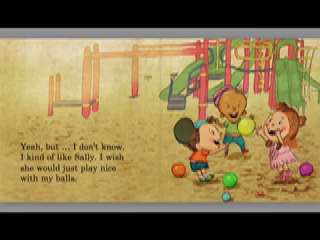 Yeah, but ... I don't know.
I kind of like Sally. I wish
she would just play nice
with my balls.